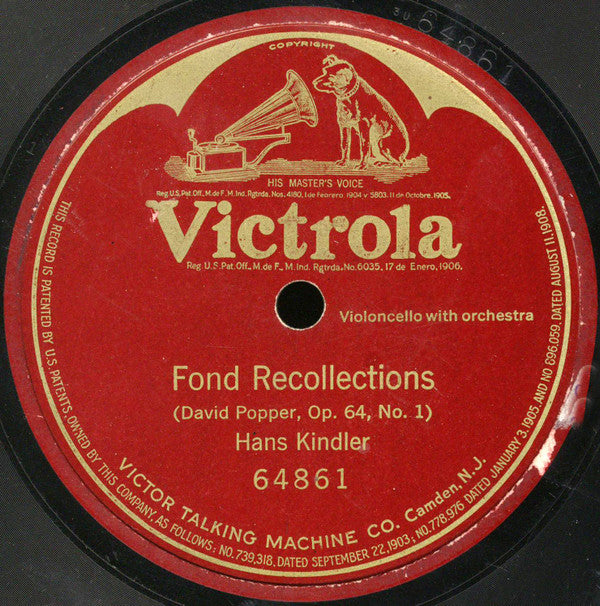 30 64861
COPYRIGHT
HIS MASTER'S VOICE
Reg. U.S. Pat. Off., M. de F., M. Ind. Rgtrda. Nos. 4180, 1 de Febrero, 1904 y 5803, 11 de Octobre, 1905.
Victrola
Reg. U.S. Pat. Off., M. de F., M. Ind. Rgtrda. No. 6035, 17 de Enero, 1906.
Violoncello with orchestra
Fond Recollections
(David Popper, Op. 64, No. 1)
Hans Kindler
64861
VICTOR TALKING MACHINE CO. Camden, N.J.
THIS RECORD IS PATENTED BY U.S. PATENTS, OWNED BY THIS COMPANY, AS FOLLOWS: NO. 739,318, DATED SEPTEMBER 22, 1903; NO. 778,976 DATED JANUARY 3, 1905, AND NO 696,059, DATED AUGUST 11, 1908.